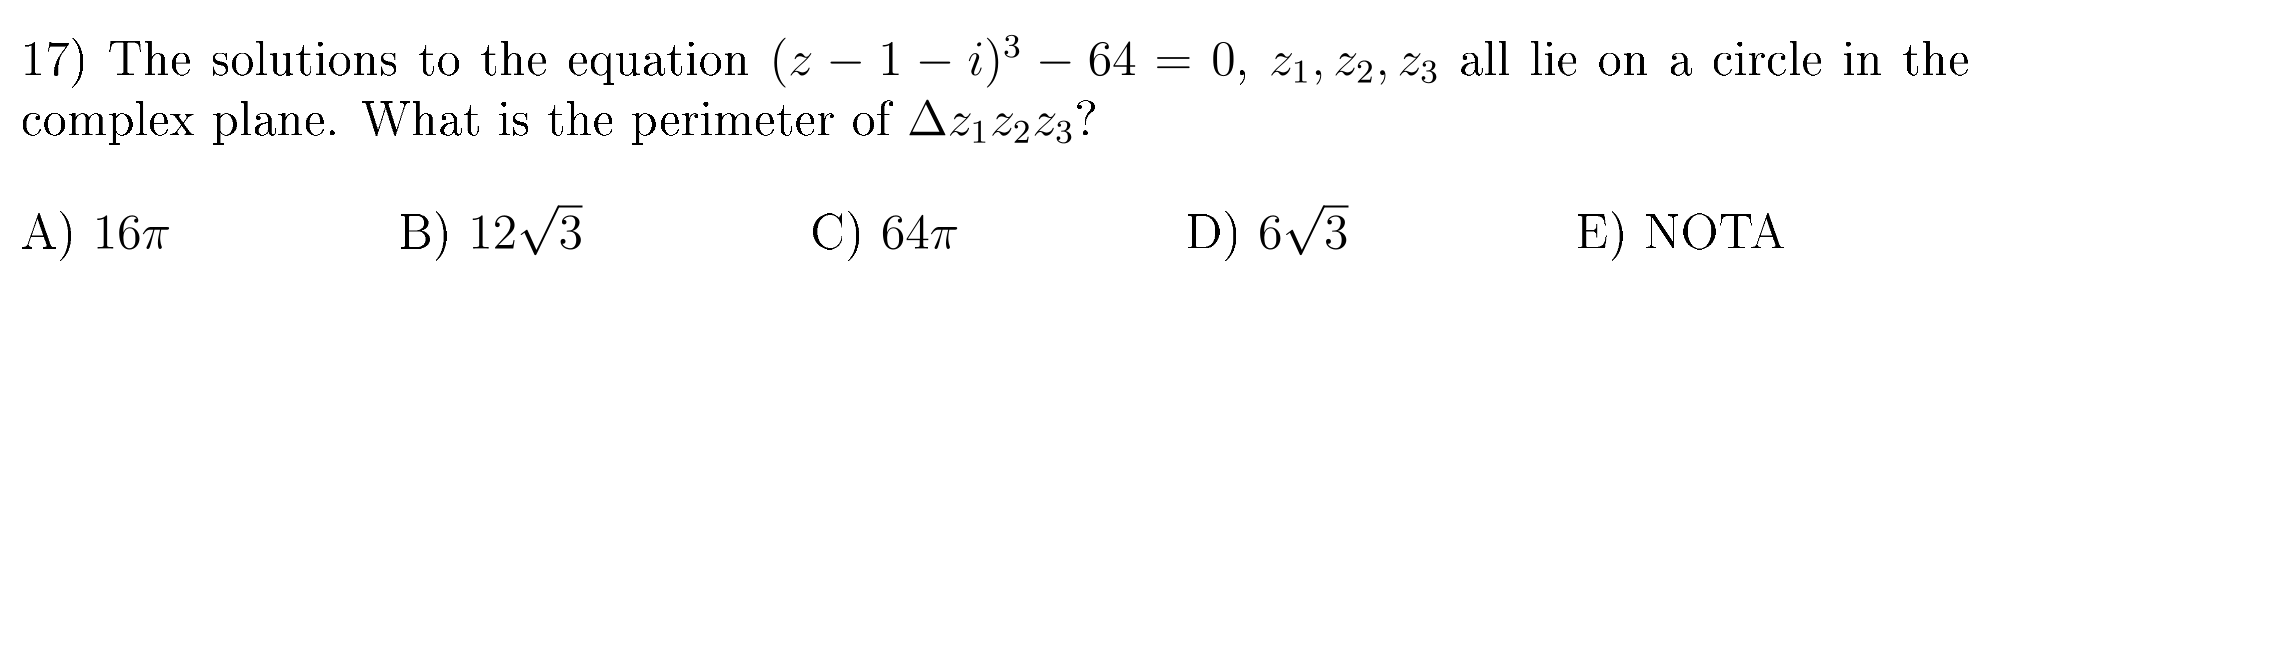 17) The solutions to the equation (z − 1 − i)³ − 64 = 0, z₁, z₂, z₃ all lie on a circle in the
complex plane. What is the perimeter of Δz₁z₂z₃?
A) 16π B) 12√3 C) 64π D) 6√3 E) NOTA